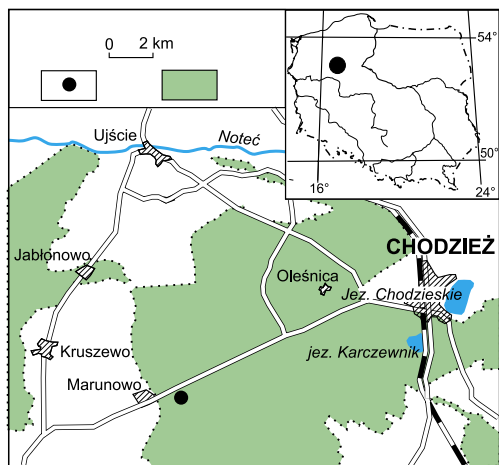 0 2 km
54°
50°
16°
24°
Ujście
Noteć
CHODZIEŻ
Jabłonowo
Oleśnica
Jez. Chodzieskie
Kruszewo
jez. Karczewnik
Marunowo